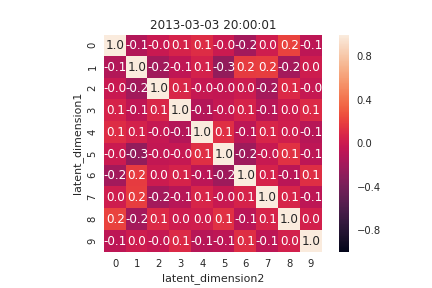 2013-03-03 20:00:01
0 1.0 -0.1 -0.0 0.1 0.1 -0.0 -0.2 0.0 0.2 -0.1
1 -0.1 1.0 -0.2 -0.1 0.1 -0.3 0.2 0.2 -0.2 0.0
2 -0.0 -0.2 1.0 0.1 -0.0 -0.0 0.0 -0.2 0.1 -0.0
3 0.1 -0.1 0.1 1.0 -0.1 -0.0 0.1 -0.1 0.0 0.1
4 0.1 0.1 -0.0 -0.1 1.0 0.1 -0.1 0.1 0.0 -0.1
5 -0.0 -0.3 -0.0 -0.0 0.1 1.0 -0.2 -0.0 0.1 -0.1
6 -0.2 0.2 0.0 0.1 -0.1 -0.2 1.0 0.1 -0.1 0.1
7 0.0 0.2 -0.2 -0.1 0.1 -0.0 0.1 1.0 0.1 -0.1
8 0.2 -0.2 0.1 0.0 0.0 0.1 -0.1 0.1 1.0 0.0
9 -0.1 0.0 -0.0 0.1 -0.1 -0.1 0.1 -0.1 0.0 1.0
0 1 2 3 4 5 6 7 8 9
latent_dimension2
latent_dimension1
0.8
0.4
0.0
-0.4
-0.8